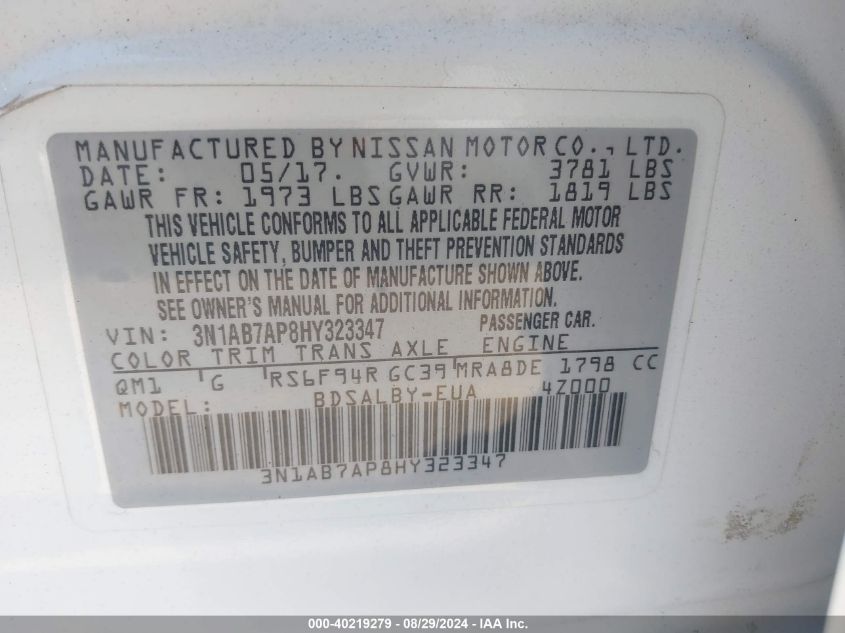 MANUFACTURED BY NISSAN MOTOR CO., LTD.
DATE: 05/17. GVWR: 3781 LBS
GAWR FR: 1973 LBS GAWR RR: 1819 LBS
THIS VEHICLE CONFORMS TO ALL APPLICABLE FEDERAL MOTOR
VEHICLE SAFETY, BUMPER AND THEFT PREVENTION STANDARDS
IN EFFECT ON THE DATE OF MANUFACTURE SHOWN ABOVE.
SEE OWNER'S MANUAL FOR ADDITIONAL INFORMATION.
VIN: 3N1AB7AP8HY323347 PASSENGER CAR.
COLOR TRIM TRANS AXLE ENGINE
QM1 G RS6F94R GC39 MRA8DE 1798 CC
MODEL: BDSALBY-EUA 4Z000
3N1AB7AP8HY323347
000-40219279 - 08/29/2024 - IAAI.com.